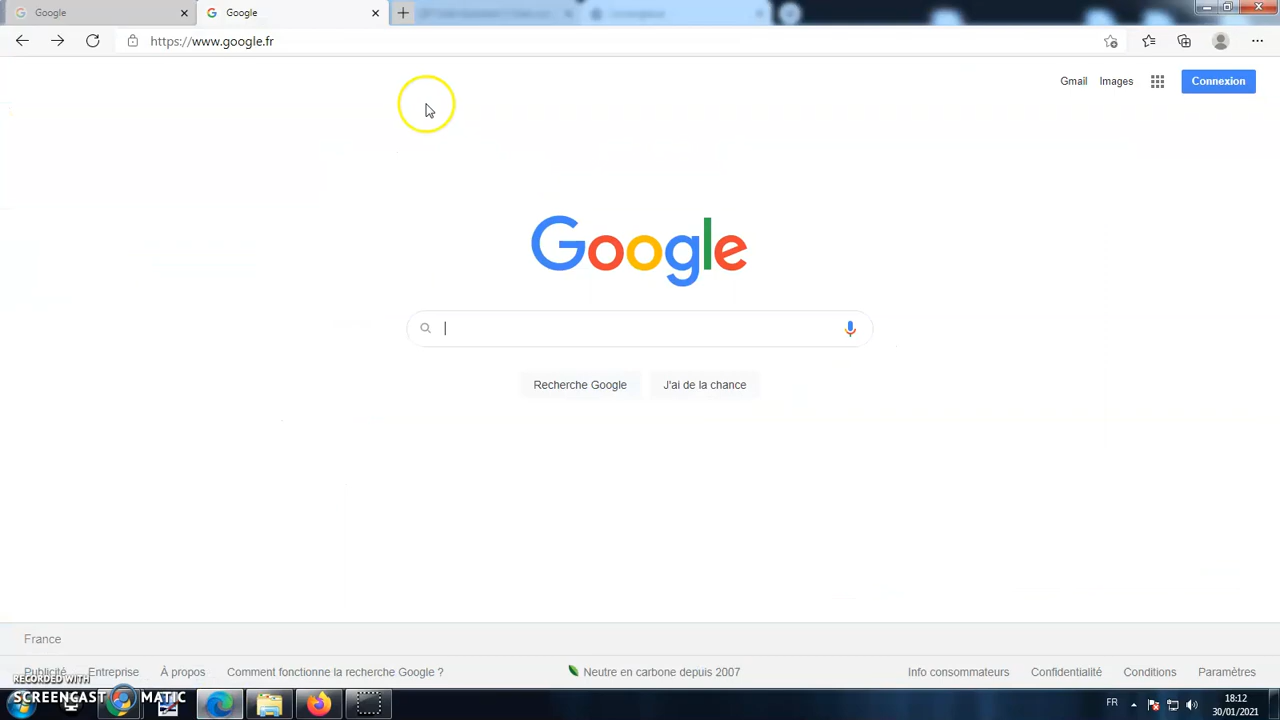 Google
Google
https://www.google.fr
Gmail
Images
Connexion
Google
Recherche Google
J'ai de la chance
France
Publicité
Entreprise
À propos
Comment fonctionne la recherche Google ?
Neutre en carbone depuis 2007
Info consommateurs
Confidentialité
Conditions
Paramètres
RECORDED WITH
SCREENCAST MATIC
FR
18:12
30/01/2021